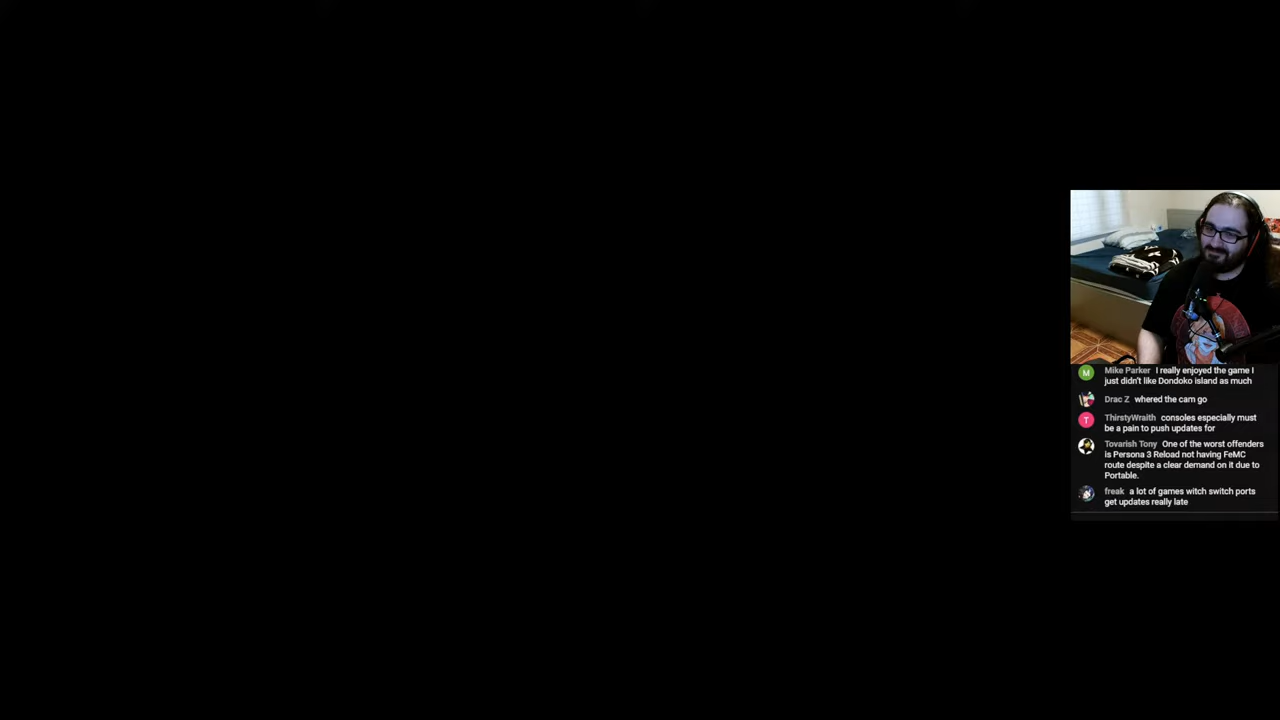 M Mike Parker I really enjoyed the game I
just didn't like Dondoko island as much
Drac Z whered the cam go
T ThirstyWraith consoles especially must
be a pain to push updates for
Tovarish Tony One of the worst offenders
is Persona 3 Reload not having FeMC
route despite a clear demand on it due to
Portable.
freak a lot of games witch switch ports
get updates really late